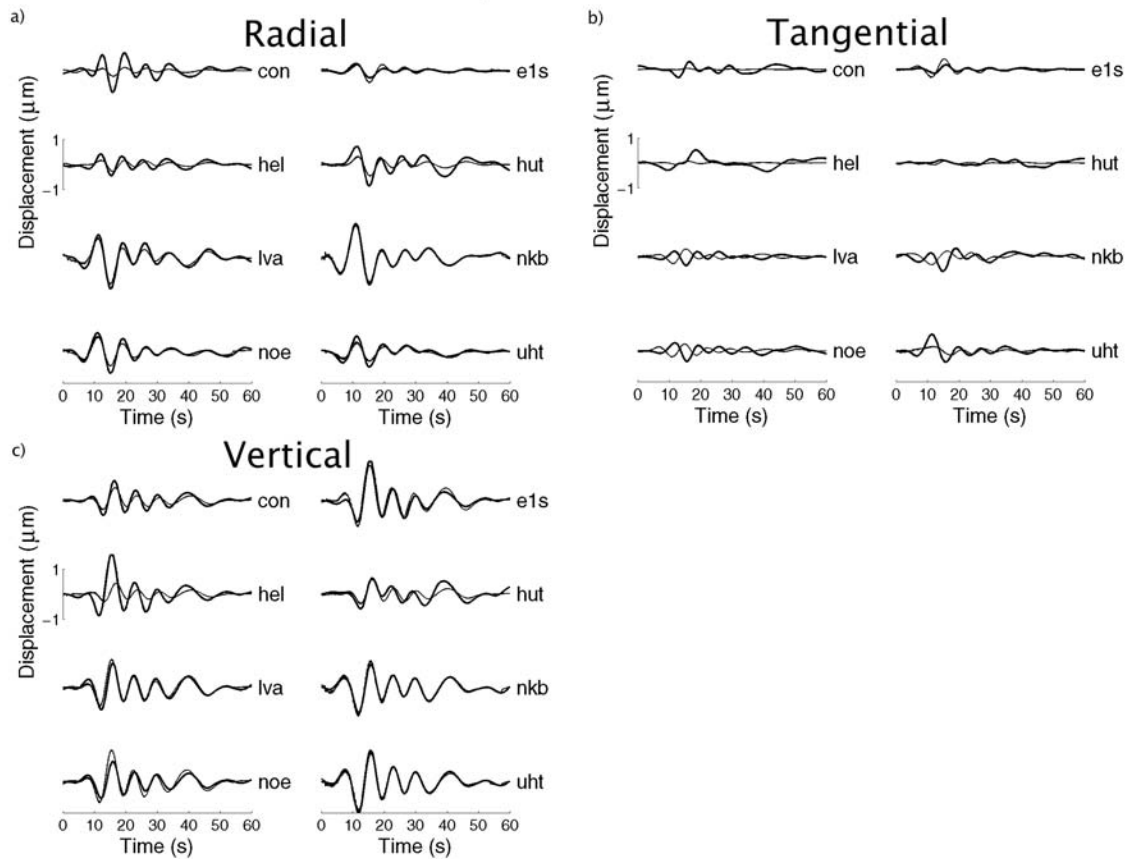 a)
Radial
con
e1s
Displacement (μm)
1
-1
hel
hut
lva
nkb
noe
uht
0 10 20 30 40 50 60
0 10 20 30 40 50 60
Time (s)
Time (s)
b)
Tangential
con
e1s
Displacement (μm)
1
-1
hel
hut
lva
nkb
noe
uht
0 10 20 30 40 50 60
0 10 20 30 40 50 60
Time (s)
Time (s)
c)
Vertical
con
e1s
Displacement (μm)
1
-1
hel
hut
lva
nkb
noe
uht
0 10 20 30 40 50 60
0 10 20 30 40 50 60
Time (s)
Time (s)